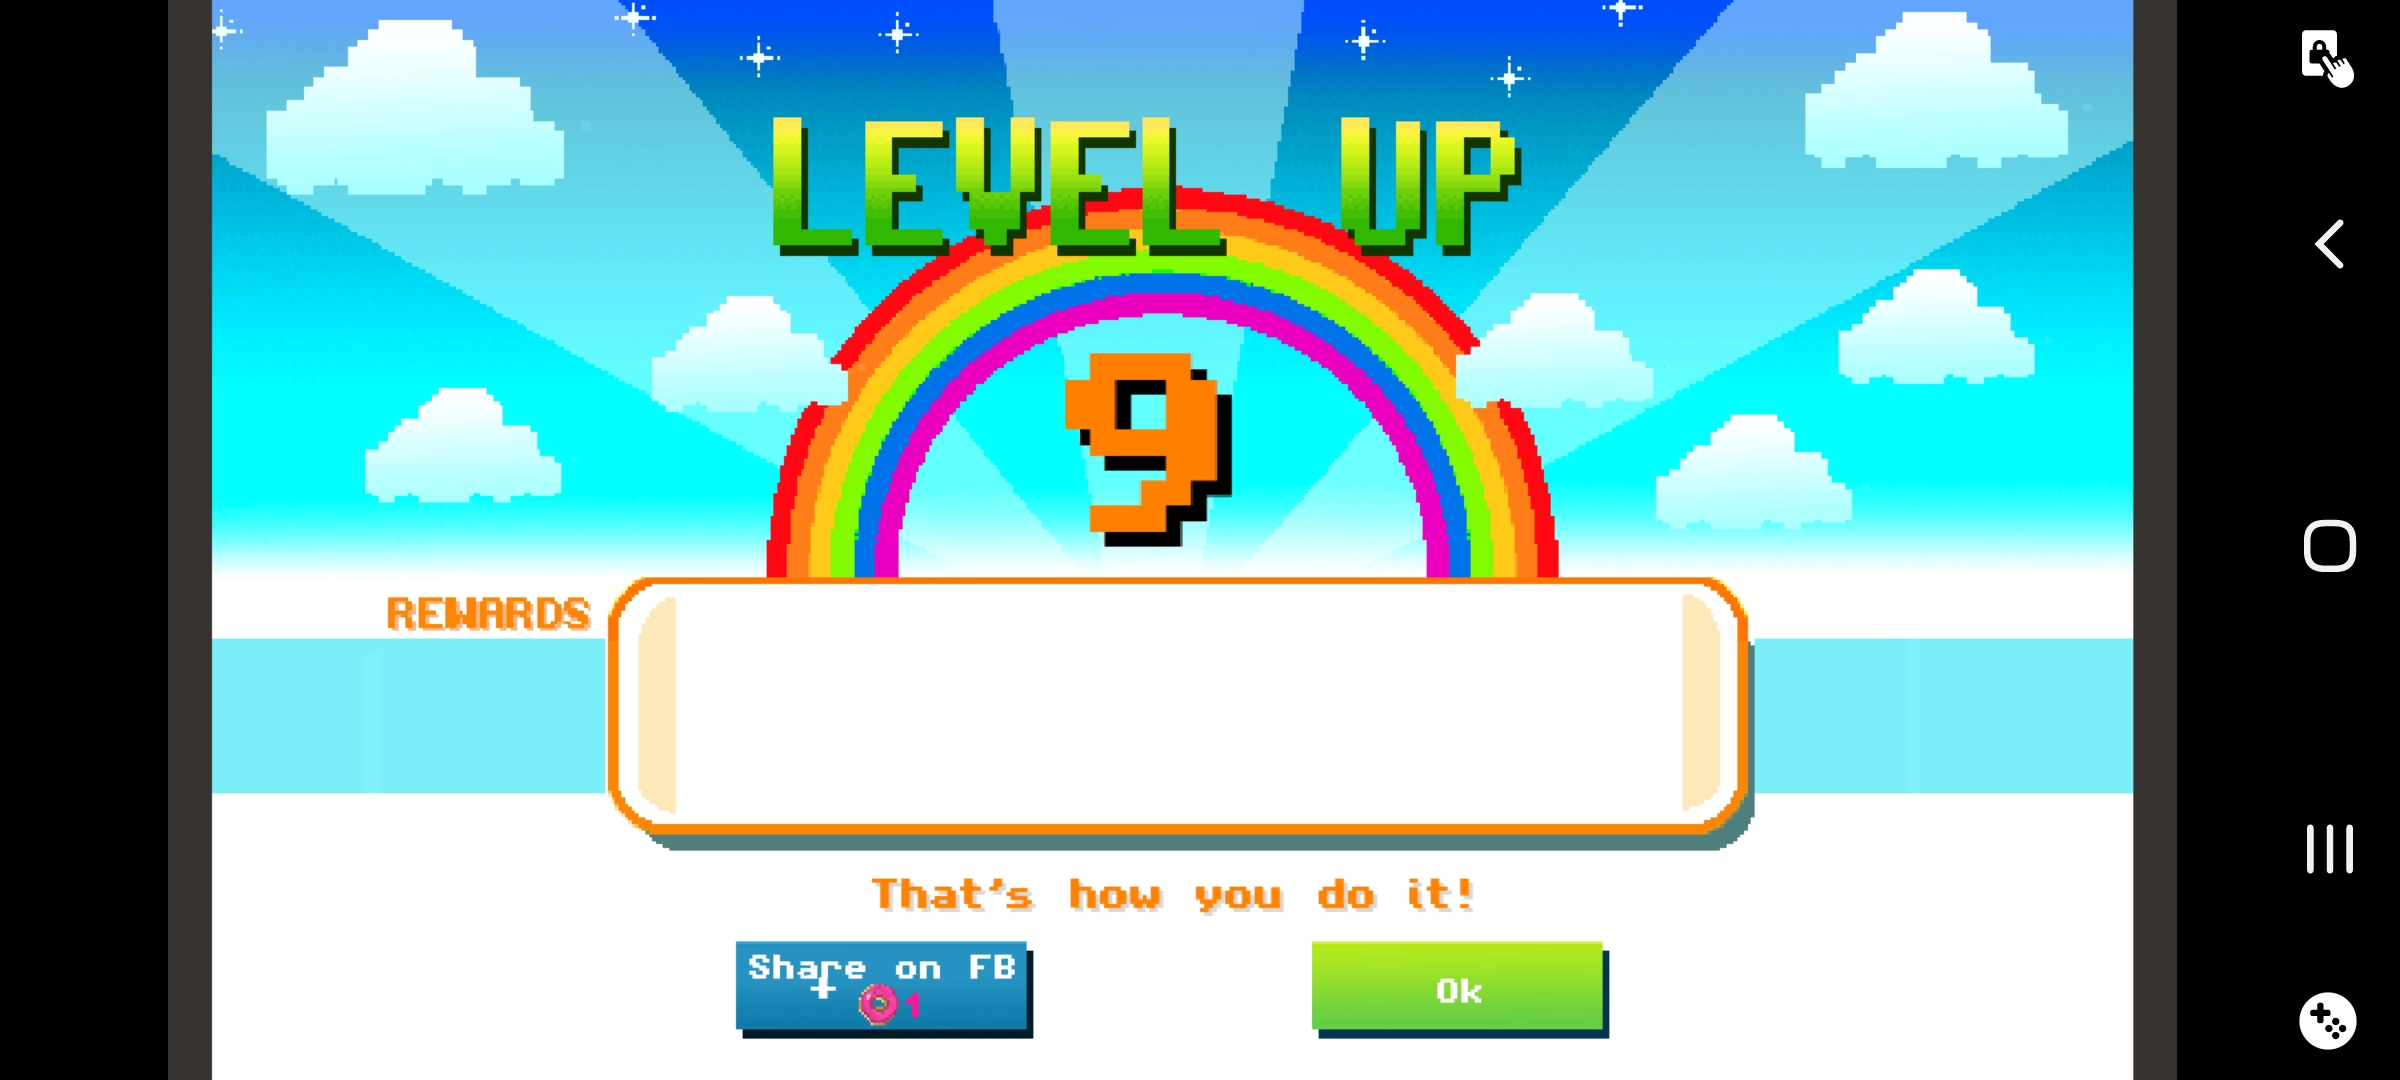 LEVEL UP
9
REWARDS
That's how you do it!
Share on FB
+ 1
Ok